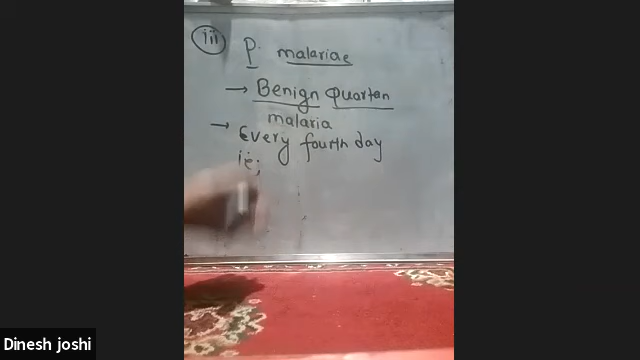 iii P. malariae
→ Benign Quartan
malaria
→ Every fourth day
ie;
Dinesh joshi